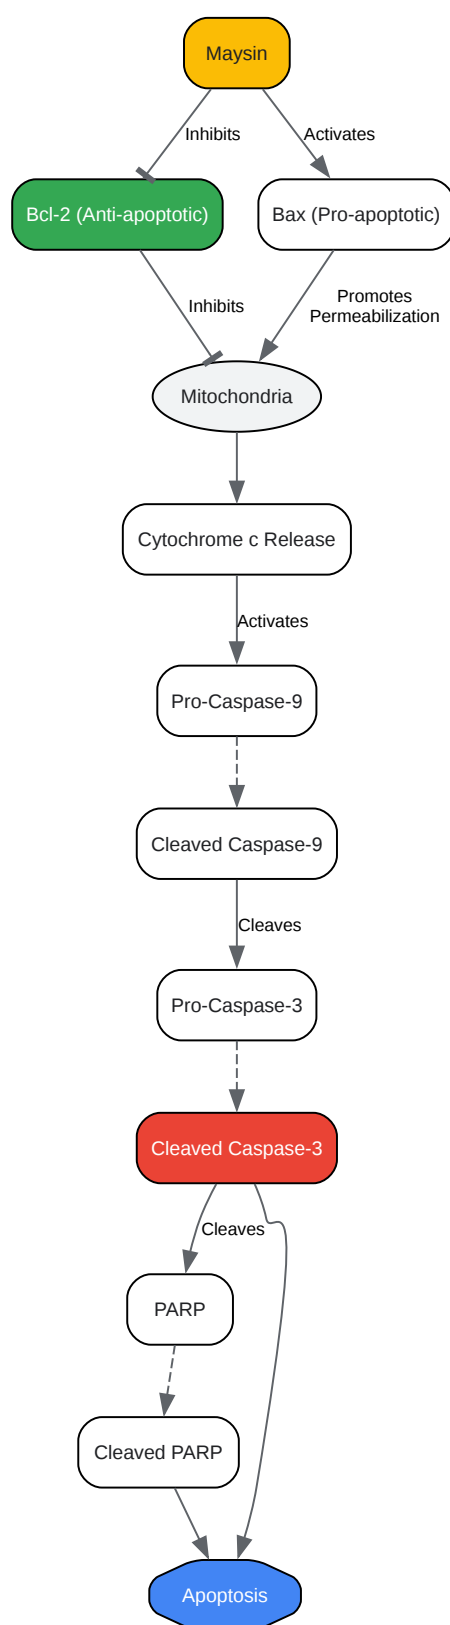 Maysin
Inhibits
Activates
Bcl-2 (Anti-apoptotic)
Bax (Pro-apoptotic)
Inhibits
Promotes
Permeabilization
Mitochondria
Cytochrome c Release
Activates
Pro-Caspase-9
Cleaved Caspase-9
Cleaves
Pro-Caspase-3
Cleaved Caspase-3
Cleaves
PARP
Cleaved PARP
Apoptosis